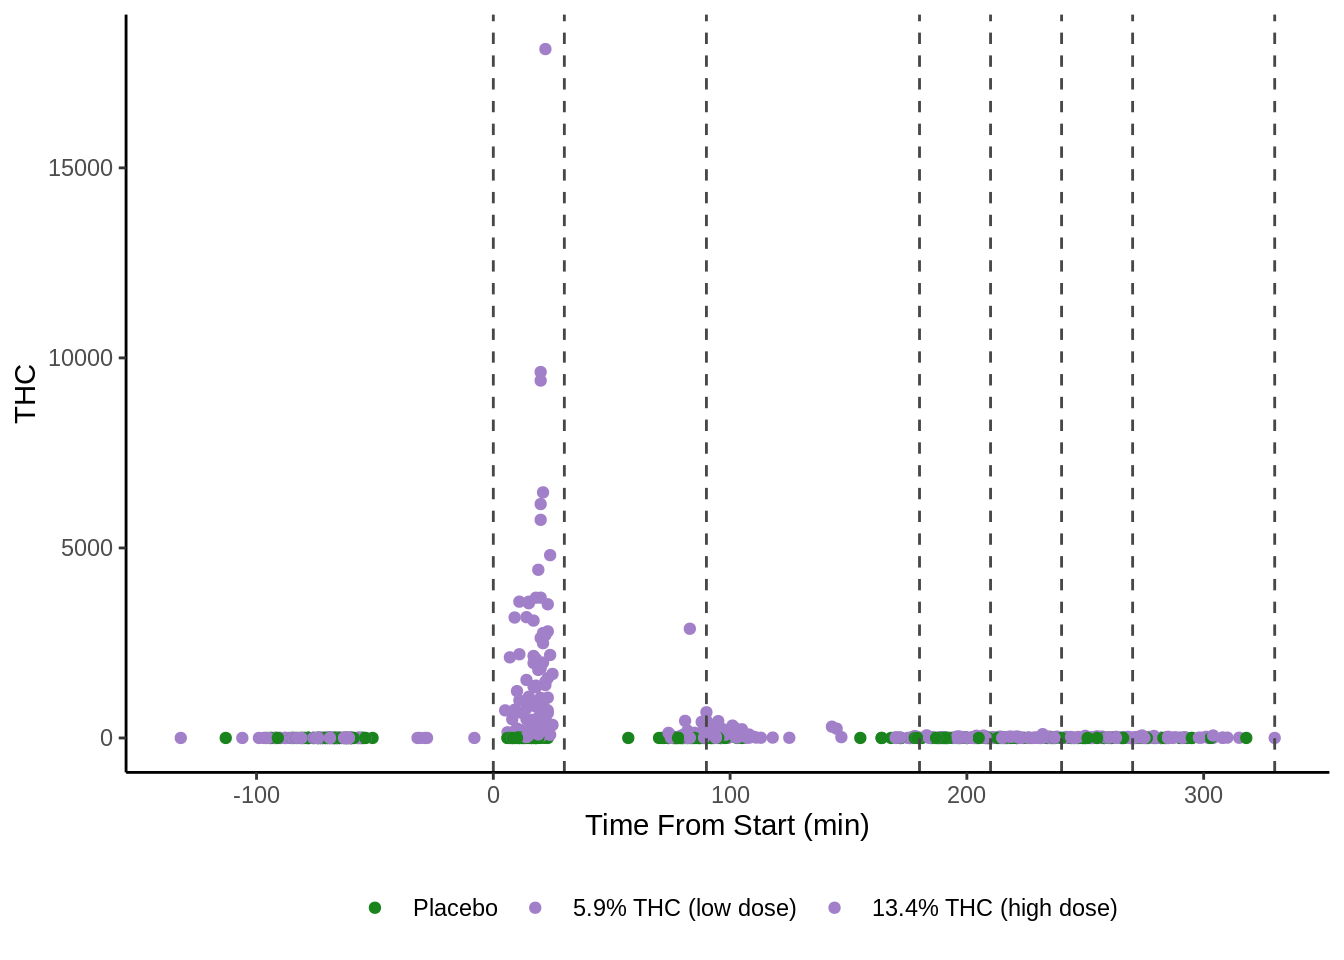 15000
10000
5000
0
THC
-100 0 100 200 300
Time From Start (min)
Placebo 5.9% THC (low dose) 13.4% THC (high dose)